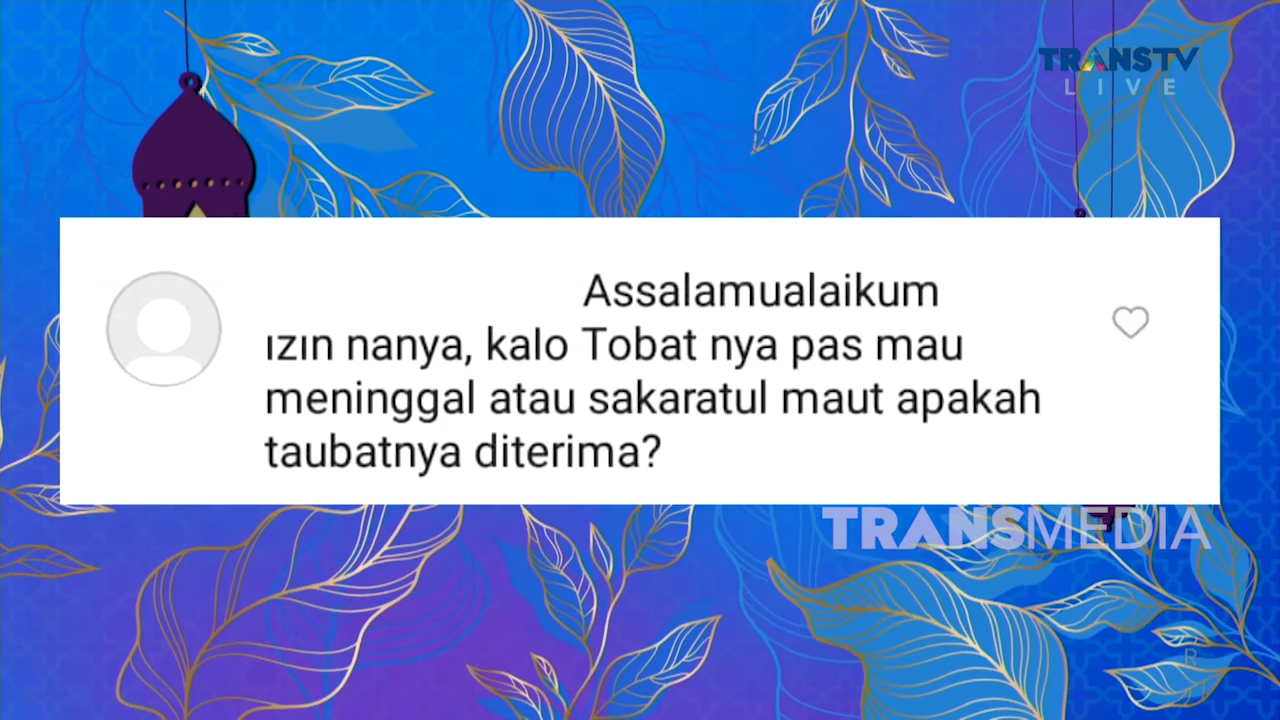 TRANSTV
LIVE
Assalamualaikum
ızın nanya, kalo Tobat nya pas mau
meninggal atau sakaratul maut apakah
taubatnya diterima?
TRANSMEDIA
R